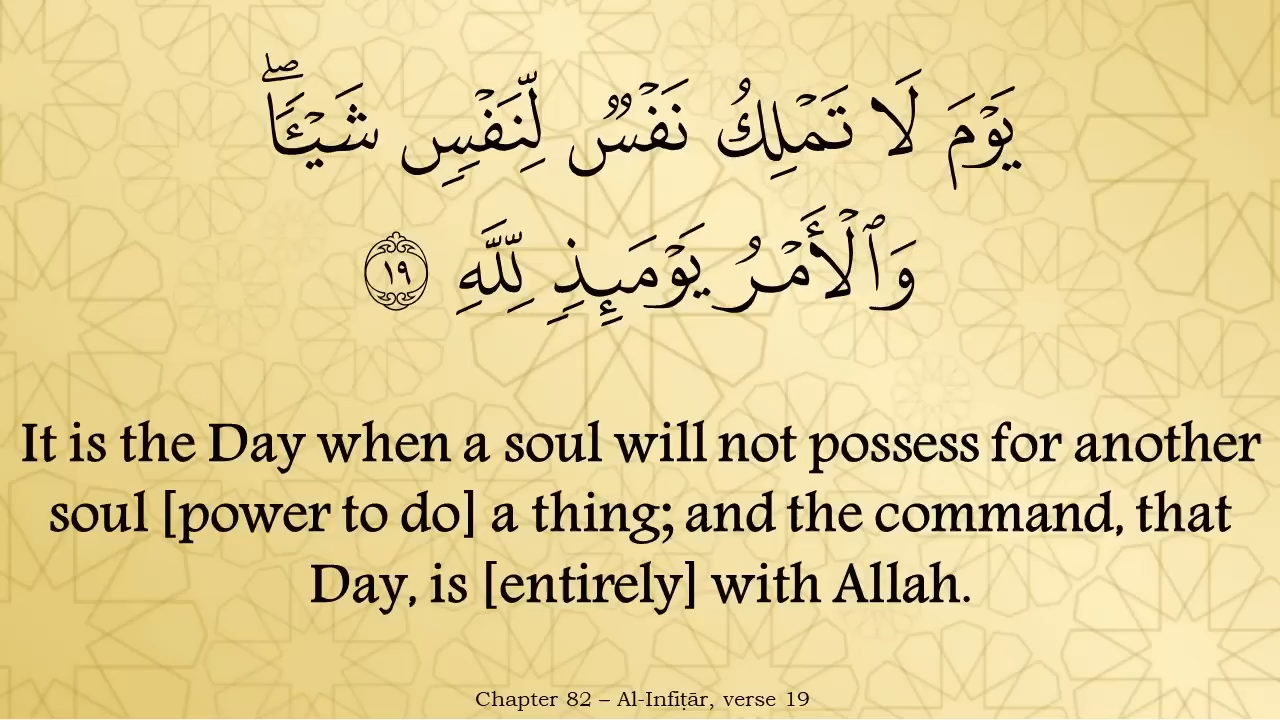 يَوْمَ لَا تَمْلِكُ نَفْسٌ لِّنَفْسٍ شَيْـًٔا ۖ
وَٱلْأَمْرُ يَوْمَئِذٍ لِّلَّهِ ١٩
It is the Day when a soul will not possess for another
soul [power to do] a thing; and the command, that
Day, is [entirely] with Allah.
Chapter 82 – Al-Infiṭār, verse 19